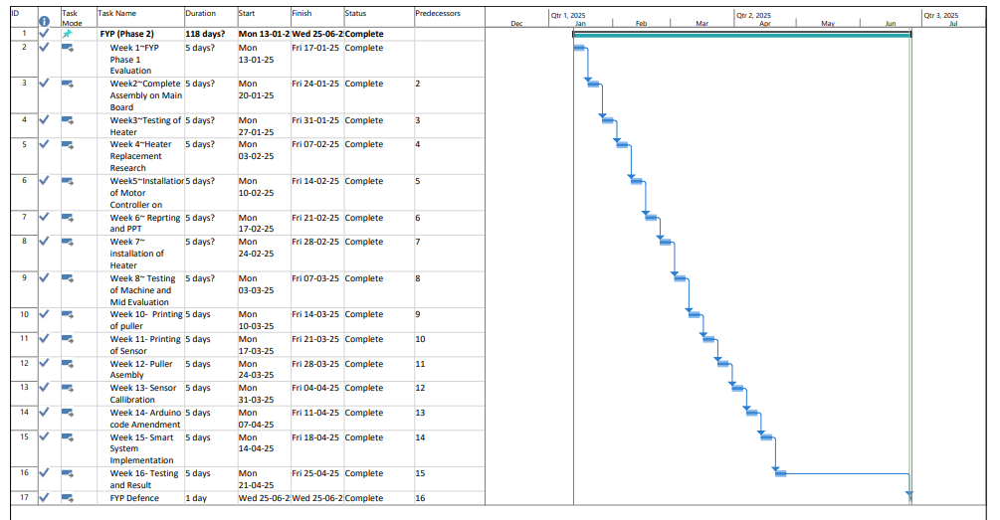 ID Task Mode Task Name Duration Start Finish Status Predecessors
Qtr 1, 2025 Qtr 2, 2025 Qtr 3, 2025
Dec Jan Feb Mar Apr May Jun Jul
1 FYP (Phase 2) 118 days? Mon 13-01-2 Wed 25-06-2 Complete
2 Week 1~FYP 5 days? Mon Fri 17-01-25 Complete
Phase 1 13-01-25
Evaluation
3 Week2~Complete 5 days? Mon Fri 24-01-25 Complete 2
Assembly on Main 20-01-25
Board
4 Week3~Testing of 5 days? Mon Fri 31-01-25 Complete 3
Heater 27-01-25
5 Week 4~Heater 5 days? Mon Fri 07-02-25 Complete 4
Replacement 03-02-25
Research
6 Week5~Installation 5 days? Mon Fri 14-02-25 Complete 5
of Motor 10-02-25
Controller on
7 Week 6~ Reprting 5 days? Mon Fri 21-02-25 Complete 6
and PPT 17-02-25
8 Week 7~ 5 days? Mon Fri 28-02-25 Complete 7
installation of 24-02-25
Heater
9 Week 8~ Testing 5 days? Mon Fri 07-03-25 Complete 8
of Machine and 03-03-25
Mid Evaluation
10 Week 10- Printing 5 days Mon Fri 14-03-25 Complete 9
of puller 10-03-25
11 Week 11- Printing 5 days Mon Fri 21-03-25 Complete 10
of Sensor 17-03-25
12 Week 12- Puller 5 days Mon Fri 28-03-25 Complete 11
Asembly 24-03-25
13 Week 13- Sensor 5 days Mon Fri 04-04-25 Complete 12
Callibration 31-03-25
14 Week 14- Arduino 5 days Mon Fri 11-04-25 Complete 13
code Amendment 07-04-25
15 Week 15- Smart 5 days Mon Fri 18-04-25 Complete 14
System 14-04-25
Implementation
16 Week 16- Testing 5 days Mon Fri 25-04-25 Complete 15
and Result 21-04-25
17 FYP Defence 1 day Wed 25-06-2 Wed 25-06-2 Complete 16